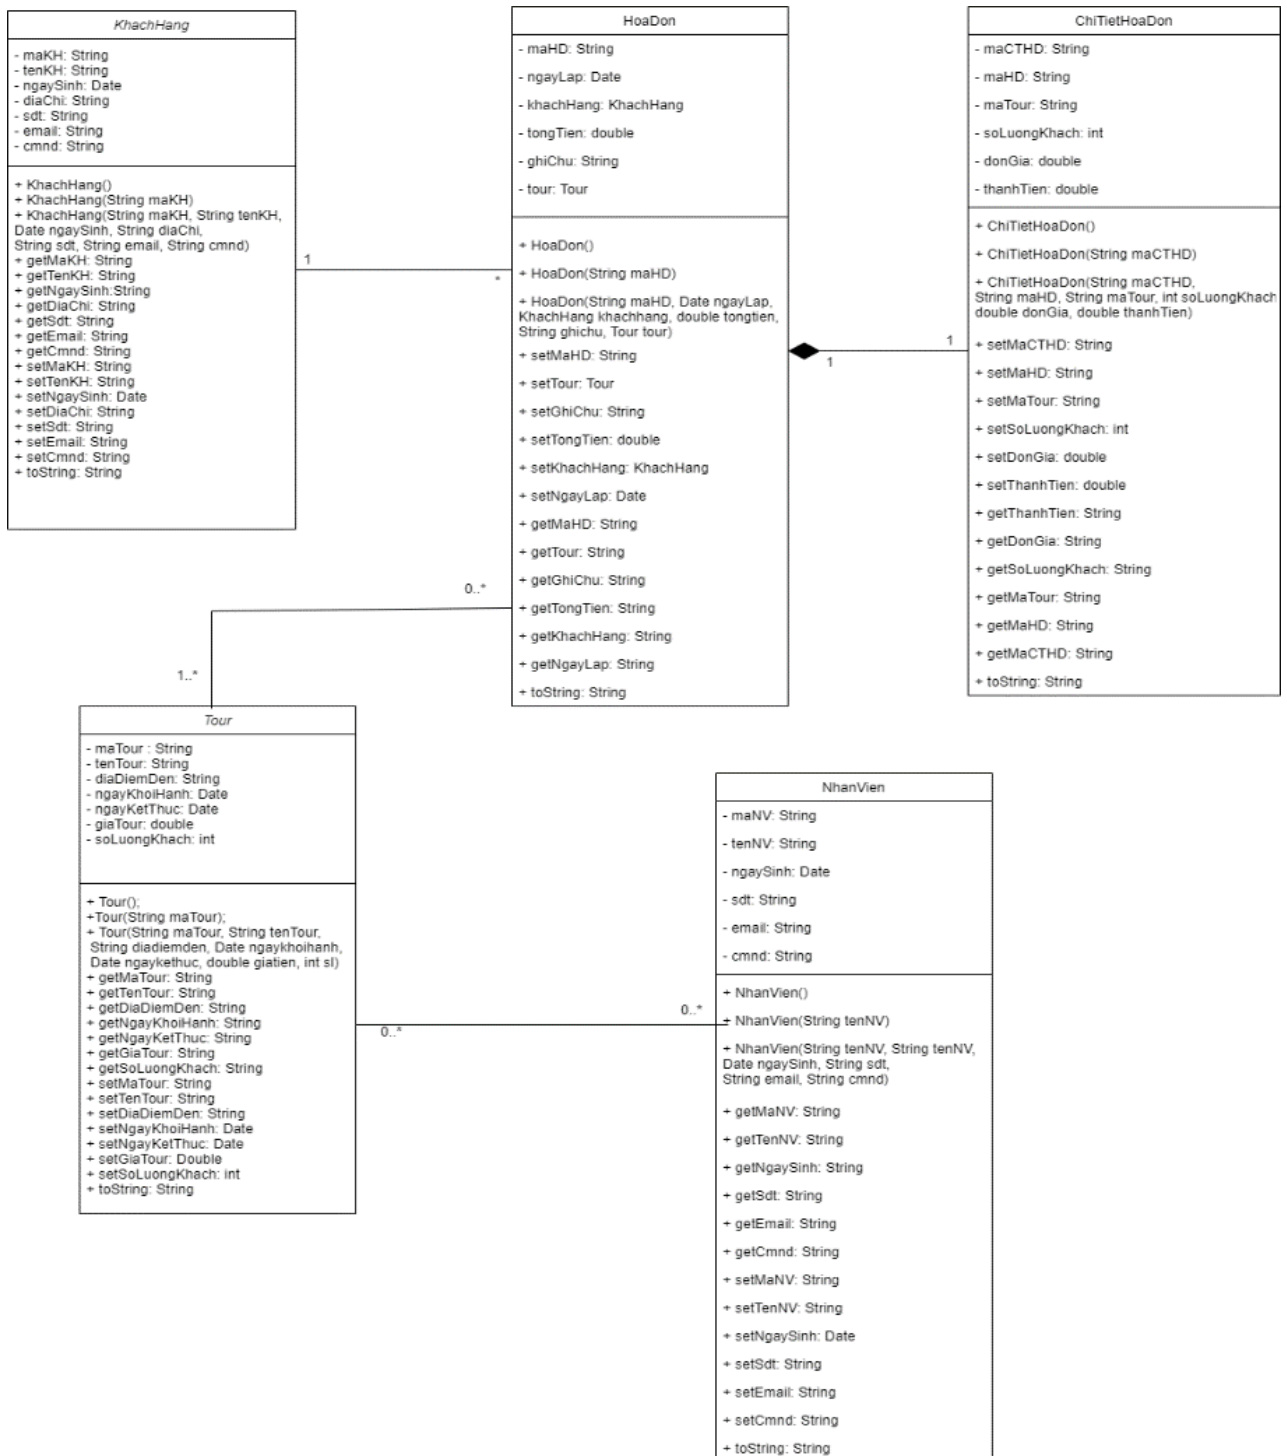 KhachHang
- maKH: String
- tenKH: String
- ngaySinh: Date
- diaChi: String
- sdt: String
- email: String
- cmnd: String
+ KhachHang()
+ KhachHang(String maKH)
+ KhachHang(String maKH, String tenKH,
Date ngaySinh, String diaChi,
String sdt, String email, String cmnd)
+ getMaKH: String
+ getTenKH: String
+ getNgaySinh:String
+ getDiaChi: String
+ getSdt: String
+ getEmail: String
+ getCmnd: String
+ setMaKH: String
+ setTenKH: String
+ setNgaySinh: Date
+ setDiaChi: String
+ setSdt: String
+ setEmail: String
+ setCmnd: String
+ toString: String
1
*
HoaDon
- maHD: String
- ngayLap: Date
- khachHang: KhachHang
- tongTien: double
- ghiChu: String
- tour: Tour
+ HoaDon()
+ HoaDon(String maHD)
+ HoaDon(String maHD, Date ngayLap,
KhachHang khachhang, double tongtien,
String ghichu, Tour tour)
+ setMaHD: String
+ setTour: Tour
+ setGhiChu: String
+ setTongTien: double
+ setKhachHang: KhachHang
+ setNgayLap: Date
+ getMaHD: String
+ getTour: String
+ getGhiChu: String
+ getTongTien: String
+ getKhachHang: String
+ getNgayLap: String
+ toString: String
1
1
ChiTietHoaDon
- maCTHD: String
- maHD: String
- maTour: String
- soLuongKhach: int
- donGia: double
- thanhTien: double
+ ChiTietHoaDon()
+ ChiTietHoaDon(String maCTHD)
+ ChiTietHoaDon(String maCTHD,
String maHD, String maTour, int soLuongKhach
double donGia, double thanhTien)
+ setMaCTHD: String
+ setMaHD: String
+ setMaTour: String
+ setSoLuongKhach: int
+ setDonGia: double
+ setThanhTien: double
+ getThanhTien: String
+ getDonGia: String
+ getSoLuongKhach: String
+ getMaTour: String
+ getMaHD: String
+ getMaCTHD: String
+ toString: String
0..*
1..*
Tour
- maTour : String
- tenTour: String
- diaDiemDen: String
- ngayKhoiHanh: Date
- ngayKetThuc: Date
- giaTour: double
- soLuongKhach: int
+ Tour();
+Tour(String maTour);
+ Tour(String maTour, String tenTour,
String diadiemden, Date ngaykhoihanh,
Date ngaykethuc, double giatien, int sl)
+ getMaTour: String
+ getTenTour: String
+ getDiaDiemDen: String
+ getNgayKhoiHanh: String
+ getNgayKetThuc: String
+ getGiaTour: String
+ getSoLuongKhach: String
+ setMaTour: String
+ setTenTour: String
+ setDiaDiemDen: String
+ setNgayKhoiHanh: Date
+ setNgayKetThuc: Date
+ setGiaTour: Double
+ setSoLuongKhach: int
+ toString: String
0..*
0..*
NhanVien
- maNV: String
- tenNV: String
- ngaySinh: Date
- sdt: String
- email: String
- cmnd: String
+ NhanVien()
+ NhanVien(String tenNV)
+ NhanVien(String tenNV, String tenNV,
Date ngaySinh, String sdt,
String email, String cmnd)
+ getMaNV: String
+ getTenNV: String
+ getNgaySinh: String
+ getSdt: String
+ getEmail: String
+ getCmnd: String
+ setMaNV: String
+ setTenNV: String
+ setNgaySinh: Date
+ setSdt: String
+ setEmail: String
+ setCmnd: String
+ toString: String